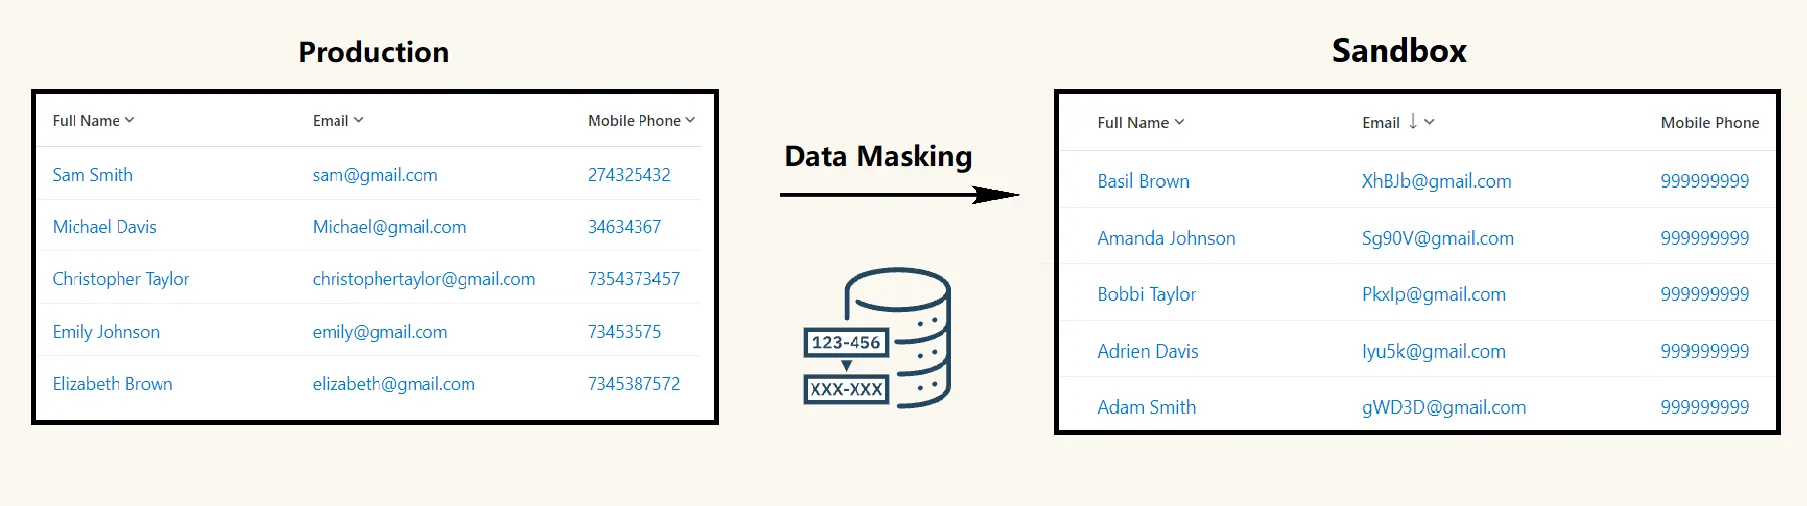 Production
Full Name Email Mobile Phone
Sam Smith sam@gmail.com 274325432
Michael Davis Michael@gmail.com 34634367
Christopher Taylor christophertaylor@gmail.com 7354373457
Emily Johnson emily@gmail.com 73453575
Elizabeth Brown elizabeth@gmail.com 7345387572
Data Masking
123-456
XXX-XXX
Sandbox
Full Name Email ↓ Mobile Phone
Basil Brown XhBJb@gmail.com 999999999
Amanda Johnson Sg90V@gmail.com 999999999
Bobbi Taylor PkxIp@gmail.com 999999999
Adrien Davis Iyu5k@gmail.com 999999999
Adam Smith gWD3D@gmail.com 999999999